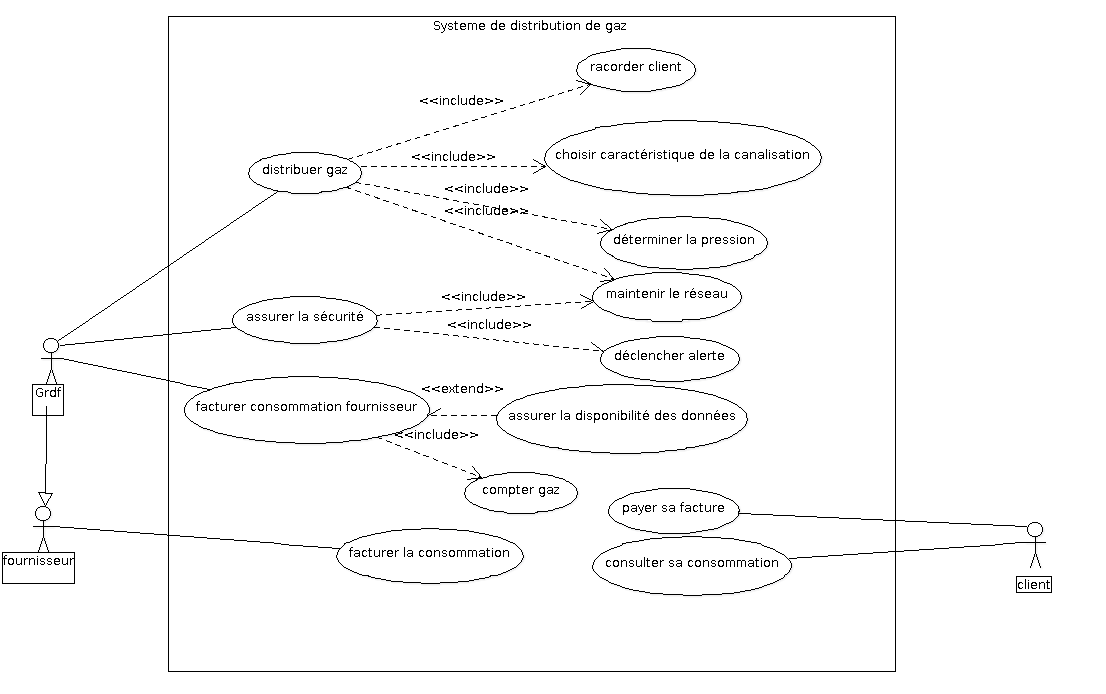 Systeme de distribution de gaz
racorder client
<<include>>
<<include>>
choisir caractéristique de la canalisation
distribuer gaz
<<include>>
<<include>>
déterminer la pression
maintenir le réseau
<<include>>
assurer la sécurité
<<include>>
déclencher alerte
Grdf
<<extend>>
facturer consommation fournisseur
assurer la disponibilité des données
<<include>>
compter gaz
payer sa facture
facturer la consommation
fournisseur
consulter sa consommation
client